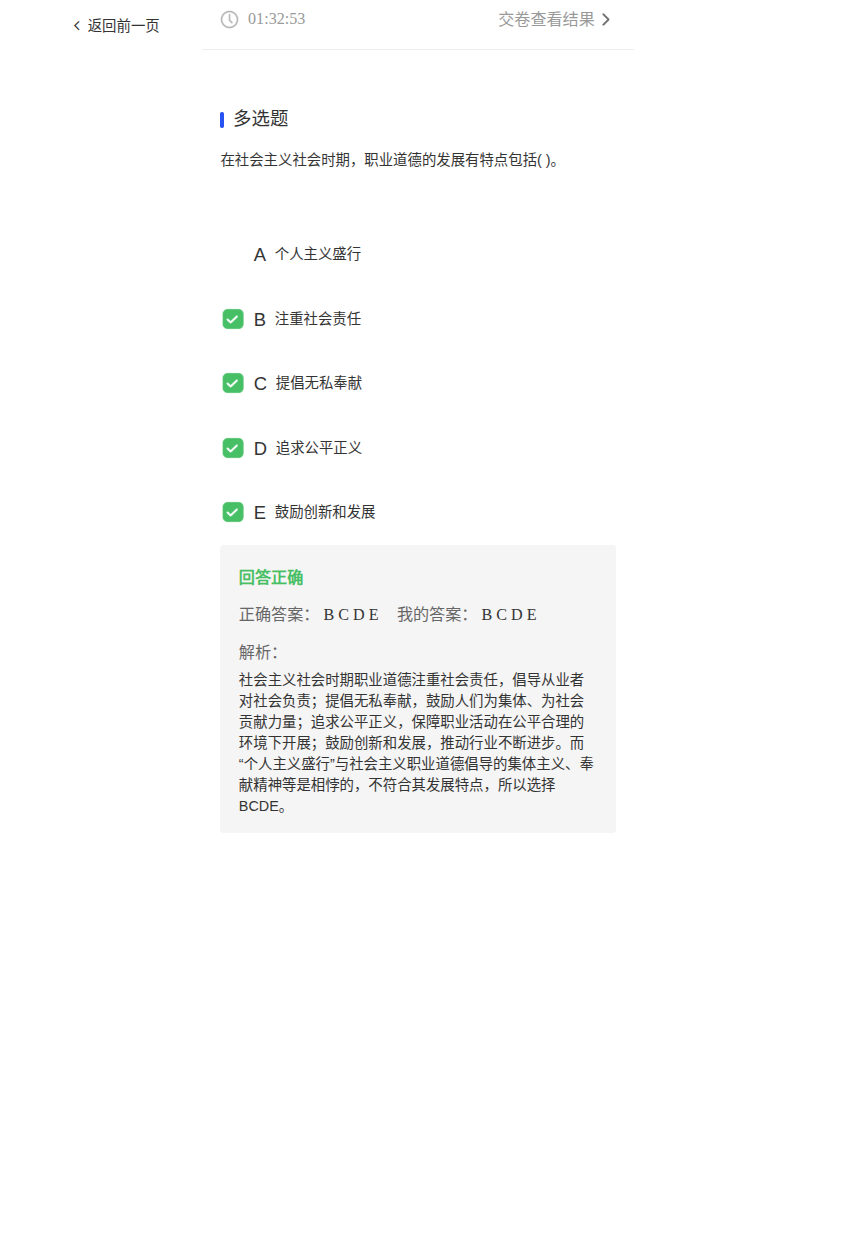 返回前一页
01:32:53
交卷查看结果
多选题
在社会主义社会时期，职业道德的发展有特点包括( )。
A 个人主义盛行
B 注重社会责任
C 提倡无私奉献
D 追求公平正义
E 鼓励创新和发展
回答正确
正确答案： B C D E 我的答案： B C D E
解析：
社会主义社会时期职业道德注重社会责任，倡导从业者
对社会负责；提倡无私奉献，鼓励人们为集体、为社会
贡献力量；追求公平正义，保障职业活动在公平合理的
环境下开展；鼓励创新和发展，推动行业不断进步。而
“个人主义盛行”与社会主义职业道德倡导的集体主义、奉
献精神等是相悖的，不符合其发展特点，所以选择
BCDE。